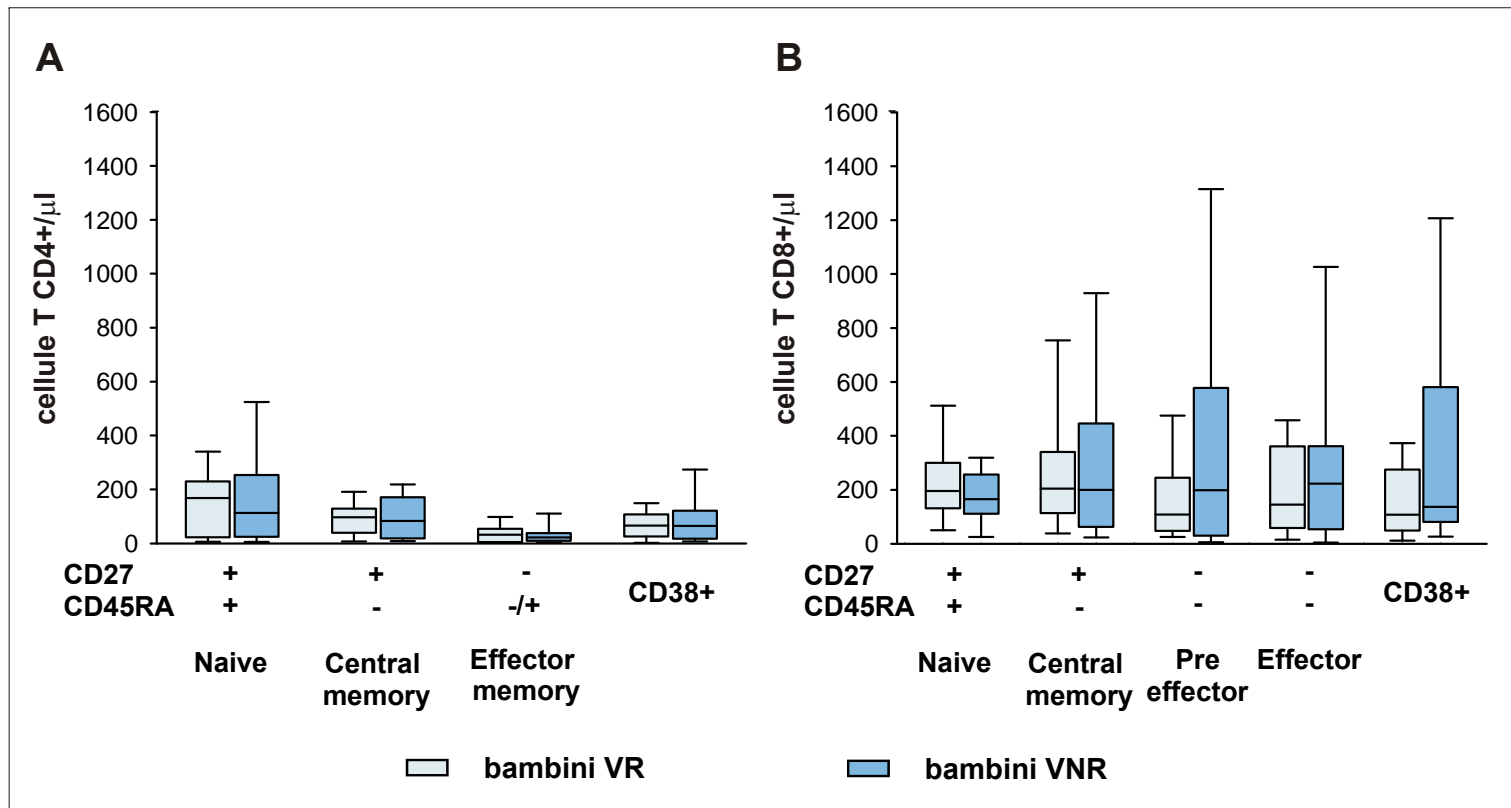 A
B
cellule T CD4+/µl
1600
1400
1200
1000
800
600
400
200
0
CD27 + + -
CD45RA + - -/+
CD38+
Naive
Central memory
Effector memory
cellule T CD8+/µl
1600
1400
1200
1000
800
600
400
200
0
CD27 + + - -
CD45RA + - - -
CD38+
Naive
Central memory
Pre effector
Effector
bambini VR
bambini VNR